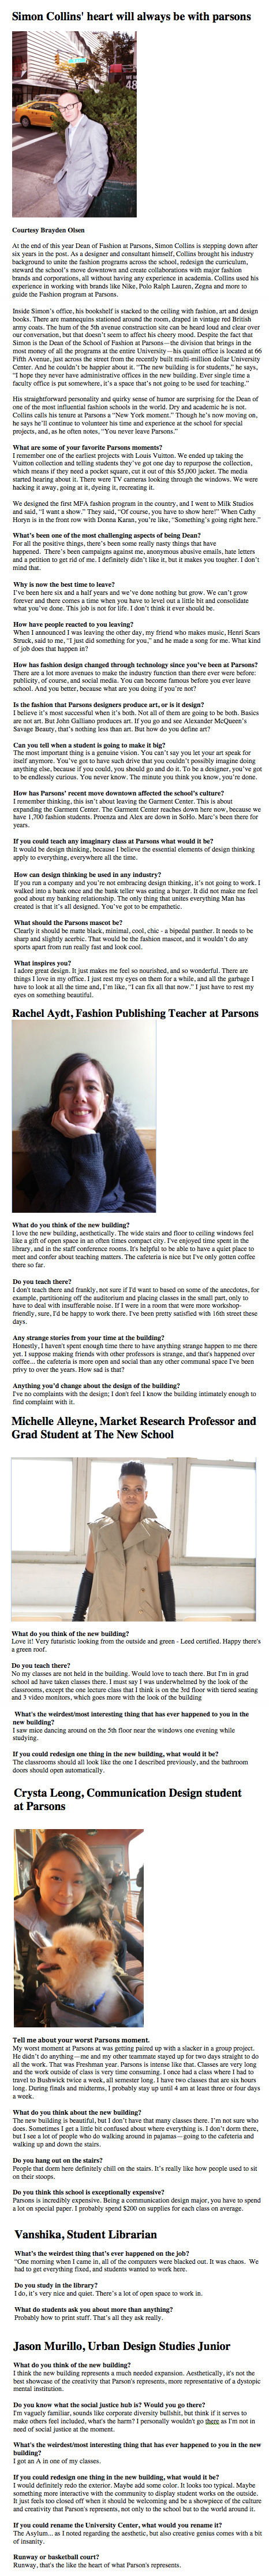 Simon Collins' heart will always be with parsons
Courtesy Brayden Olsen
At the end of this year Dean of Fashion at Parsons, Simon Collins is stepping down after
six years in the post. As a designer and consultant himself, Collins brought his industry
background to unite the fashion programs across the school, redesign the curriculum,
steward the school's move downtown and create collaborations with major fashion
brands and corporations, all without having any experience in academia. Collins used his
experience in working with brands like Nike, Polo Ralph Lauren, Zegna and more to
guide the Fashion program at Parsons.
Inside Simon's office, his bookshelf is stacked to the ceiling with fashion, art and design
books. There are mannequins stationed around the room, draped in vintage red British
army coats. The hum of the 5th avenue construction site can be heard loud and clear over
our conversation, but that doesn't seem to affect his cheery mood. Despite the fact that
Simon is the Dean of the School of Fashion at Parsons—the division that brings in the
most money of all the programs at the entire University—his quaint office is located at 66
Fifth Avenue, just across the street from the recently built multi-million dollar University
Center. And he couldn't be happier about it. "The new building is for students," he says,
"I hope they never have administrative offices in the new building. Ever single time a
faculty office is put somewhere, it's a space that's not going to be used for teaching."
His straightforward personality and quirky sense of humor are surprising for the Dean of
one of the most influential fashion schools in the world. Dry and academic he is not.
Collins calls his tenure at Parsons a "New York moment." Though he's now moving on,
he says he'll continue to volunteer his time and experience at the school for special
projects, and, as he often notes, "You never leave Parsons."
What are some of your favorite Parsons moments?
I remember one of the earliest projects with Louis Vuitton. We ended up taking the
Vuitton collection and telling students they've got one day to repurpose the collection,
which means if they need a pocket square, cut it out of this $5,000 jacket. The media
started hearing about it. There were TV cameras looking through the windows. We were
hacking it away, going at it, dyeing it, recreating it.
We designed the first MFA fashion program in the country, and I went to Milk Studios
and said, "I want a show." They said, "Of course, you have to show here!" When Cathy
Horyn is in the front row with Donna Karan, you're like, "Something's going right here."
What's been one of the most challenging aspects of being Dean?
For all the positive things, there's been some really nasty things that have
happened. There's been campaigns against me, anonymous abusive emails, hate letters
and a petition to get rid of me. I definitely didn't like it, but it makes you tougher. I don't
mind that.
Why is now the best time to leave?
I've been here six and a half years and we've done nothing but grow. We can't grow
forever and there comes a time when you have to level out a little bit and consolidate
what you've done. This job is not for life. I don't think it ever should be.
How have people reacted to you leaving?
When I announced I was leaving the other day, my friend who makes music, Henri Scars
Struck, said to me, "I just did something for you," and he made a song for me. What kind
of job does that happen in?
How has fashion design changed through technology since you've been at Parsons?
There are a lot more avenues to make the industry function than there ever were before:
publicity, of course, and social media. You can become famous before you ever leave
school. And you better, because what are you doing if you're not?
Is the fashion that Parsons designers produce art, or is it design?
I believe it's most successful when it's both. Not all of them are going to be both. Basics
are not art. But John Galliano produces art. If you go and see Alexander McQueen's
Savage Beauty, that's nothing less than art. But how do you define art?
Can you tell when a student is going to make it big?
The most important thing is a genuine vision. You can't say you let your art speak for
itself anymore. You've got to have such drive that you couldn't possibly imagine doing
anything else, because if you could, you should go and do it. To be a designer, you've got
to be endlessly curious. You never know. The minute you think you know, you're done.
How has Parsons' recent move downtown affected the school's culture?
I remember thinking, this isn't about leaving the Garment Center. This is about
expanding the Garment Center. The Garment Center reaches down here now, because we
have 1,700 fashion students. Proenza and Alex are down in SoHo. Marc's been there for
years.
If you could teach any imaginary class at Parsons what would it be?
It would be design thinking, because I believe the essential elements of design thinking
apply to everything, everywhere all the time.
How can design thinking be used in any industry?
If you run a company and you're not embracing design thinking, it's not going to work. I
walked into a bank once and the bank teller was eating a burger. It did not make me feel
good about my banking relationship. The only thing that unites everything Man has
created is that it's all designed. You've got to be empathetic.
What should the Parsons mascot be?
Clearly it should be matte black, minimal, cool, chic - a bipedal panther. It needs to be
sharp and slightly acerbic. That would be the fashion mascot, and it wouldn't do any
sports apart from run really fast and look cool.
What inspires you?
I adore great design. It just makes me feel so nourished, and so wonderful. There are
things I love in my office. I just rest my eyes on them for a while, and all the garbage I
have to look at all the time and, I'm like, "I can fix all that now." I just have to rest my
eyes on something beautiful.
Rachel Aydt, Fashion Publishing Teacher at Parsons
What do you think of the new building?
I love the new building, aesthetically. The wide stairs and floor to ceiling windows feel
like a gift of open space in an often times compact city. I've enjoyed time spent in the
library, and in the staff conference rooms. It's helpful to be able to have a quiet place to
meet and confer about teaching matters. The cafeteria is nice but I've only gotten coffee
there so far.
Do you teach there?
I don't teach there and frankly, not sure if I'd want to based on some of the anecdotes, for
example, partitioning off the auditorium and placing classes in the small part, only to
have to deal with insufferable noise. If I were in a room that were more workshop-
friendly, sure, I'd be happy to work there. I've been pretty satisfied with 16th street these
days.
Any strange stories from your time at the building?
Honestly, I haven't spent enough time there to have anything strange happen to me there
yet. I suppose making friends with other professors is strange, and that's happened over
coffee... the cafeteria is more open and social than any other communal space I've been
privy to over the years. How sad is that?
Anything you'd change about the design of the building?
I've no complaints with the design; I don't feel I know the building intimately enough to
find complaint with it.
Michelle Alleyne, Market Research Professor and
Grad Student at The New School
What do you think of the new building?
Love it! Very futuristic looking from the outside and green - Leed certified. Happy there's
a green roof.
Do you teach there?
No my classes are not held in the building. Would love to teach there. But I'm in grad
school and have taken classes there. I must say I was underwhelmed by the look of the
classrooms, except the one lecture class that I think is on the 3rd floor with tiered seating
and 3 video monitors, which goes more with the look of the building
What's the weirdest/most interesting thing that has ever happened to you in the
new building?
I saw mice dancing around on the 5th floor near the windows one evening while
studying.
If you could redesign one thing in the new building, what would it be?
The classrooms should all look like the one I described previously, and the bathroom
doors should open automatically.
Crysta Leong, Communication Design student
at Parsons
Tell me about your worst Parsons moment.
My worst moment at Parsons was getting paired up with a slacker in a group project.
He didn't do anything—me and my other teammate stayed up for two days straight to do
all the work. That was Freshman year. Parsons is intense like that. Classes are very long
and the work outside of class is very time consuming. I once had a class where I had to
travel to Bushwick twice a week, all semester long. I have two classes that are six hours
long. During finals and midterms, I probably stay up until 4 am at least three or four days
a week.
What do you think about the new building?
The new building is beautiful, but I don't have that many classes there. I'm not sure who
does. Sometimes I get a little bit confused about where everything is. I don't dorm there,
but I see a lot of people who do walking around in pajamas—going to the cafeteria and
walking up and down the stairs.
Do you hang out on the stairs?
People that dorm here definitely chill on the stairs. It's really like how people used to sit
on their stoops.
Do you think this school is exceptionally expensive?
Parsons is incredibly expensive. Being a communication design major, you have to spend
a lot on special paper. I probably spend $200 on supplies for each class on average.
Vanshika, Student Librarian
What's the weirdest thing that's ever happened on the job?
"One morning when I came in, all of the computers were blacked out. It was chaos. We
had to get everything fixed, and students wanted to work here.
Do you study in the library?
I do, it's very nice and quiet. There's a lot of open space to work in.
What do students ask you about more than anything?
Probably how to print stuff. That's all they ask really.
Jason Murillo, Urban Design Studies Junior
What do you think of the new building?
I think the new building represents a much needed expansion. Aesthetically, it's not the
best showcase of the creativity that Parson's represents, more representative of a dystopic
mental institution.
Do you know what the social justice hub is? Would you go there?
I'm vaguely familiar, sounds like corporate diversity bullshit, but think if it serves to
make others feel included, what's the harm? I personally wouldn't go there as I'm not in
need of social justice at the moment.
What's the weirdest/most interesting thing that has ever happened to you in the new
building?
I got an A in one of my classes.
If you could redesign one thing in the new building, what would it be?
I would definitely redo the exterior. Maybe add some color. It looks too typical. Maybe
something more interactive with the community to display student works on the outside.
It just feels too closed off when it should be welcoming and be a showpiece of the culture
and creativity that Parson's represents, not only to the school but to the world around it.
If you could rename the University Center, what would you rename it?
The Asylum... as I noted regarding the aesthetic, but also creative genius comes with a bit
of insanity.
Runway or basketball court?
Runway, that's like the heart of what Parson's represents.